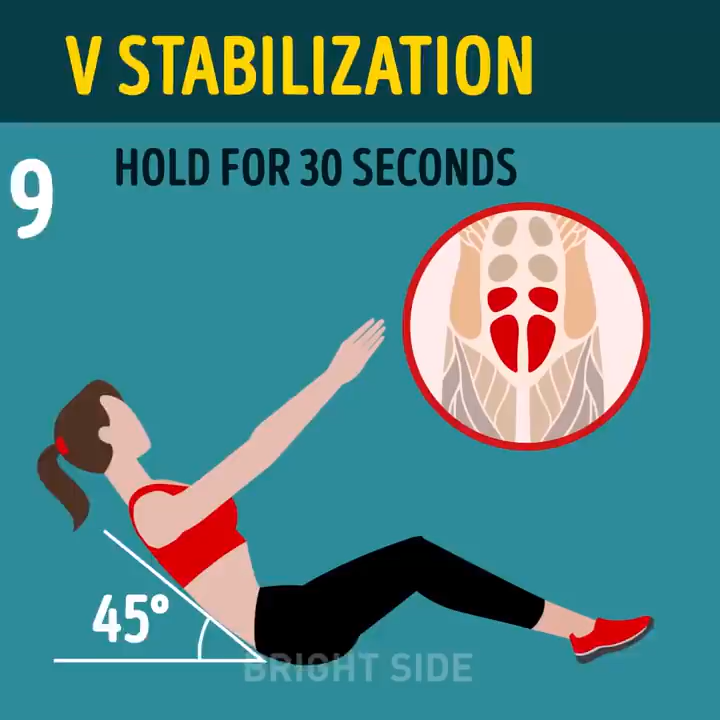 V STABILIZATION
HOLD FOR 30 SECONDS
9
45°
BRIGHT SIDE